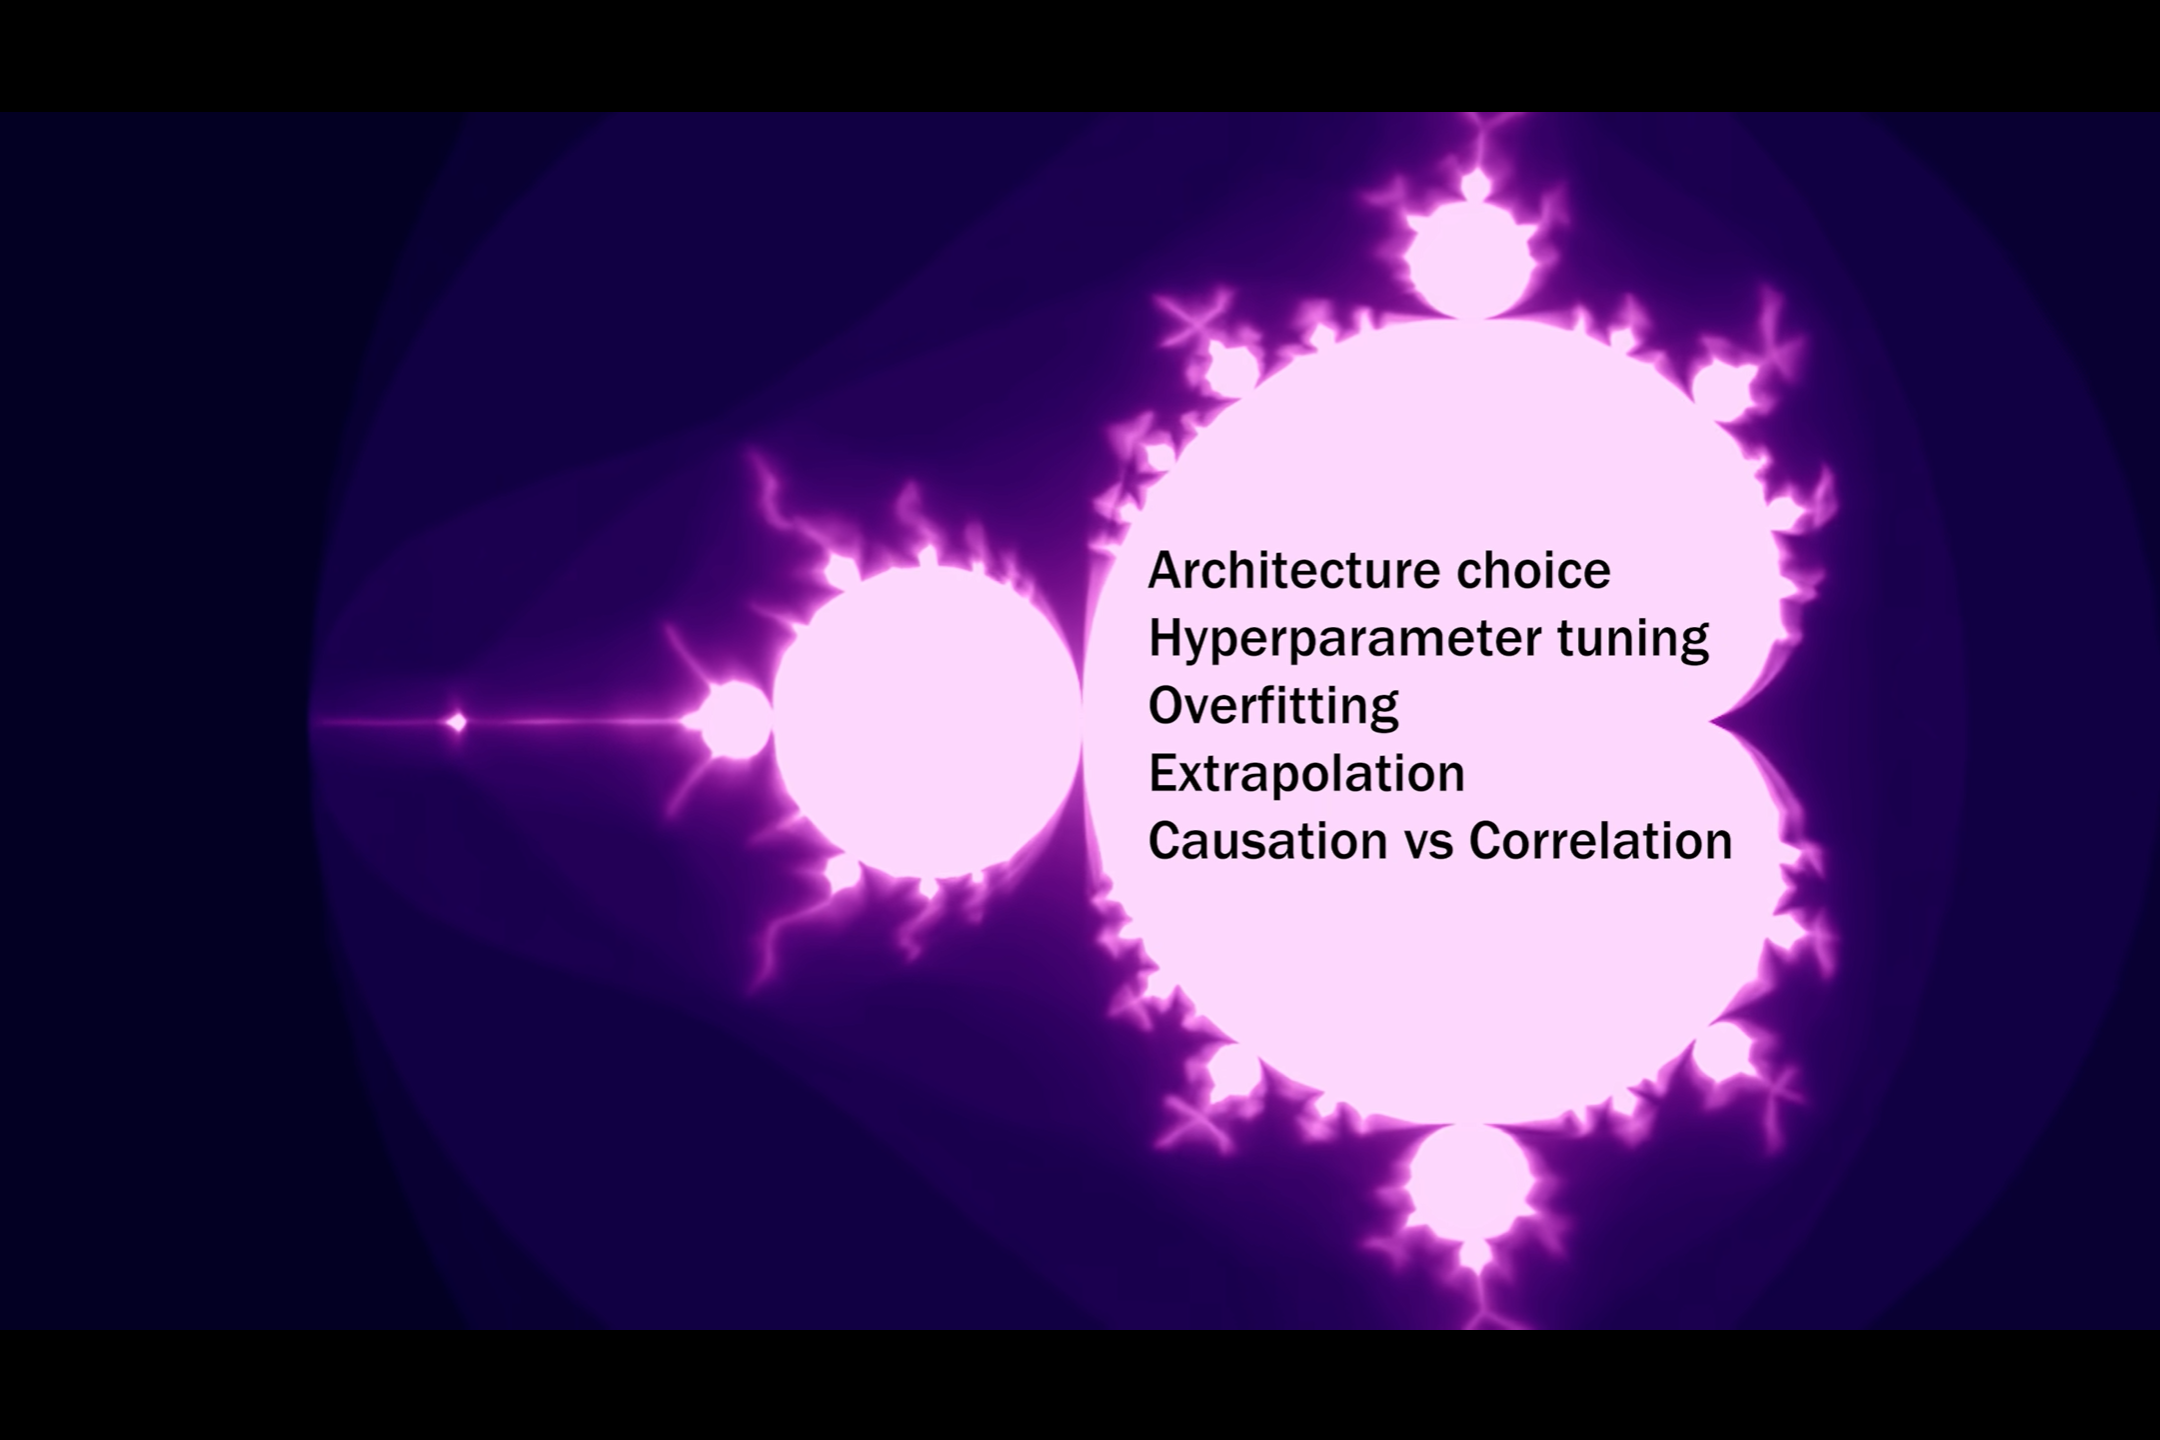 Architecture choice
Hyperparameter tuning
Overfitting
Extrapolation
Causation vs Correlation